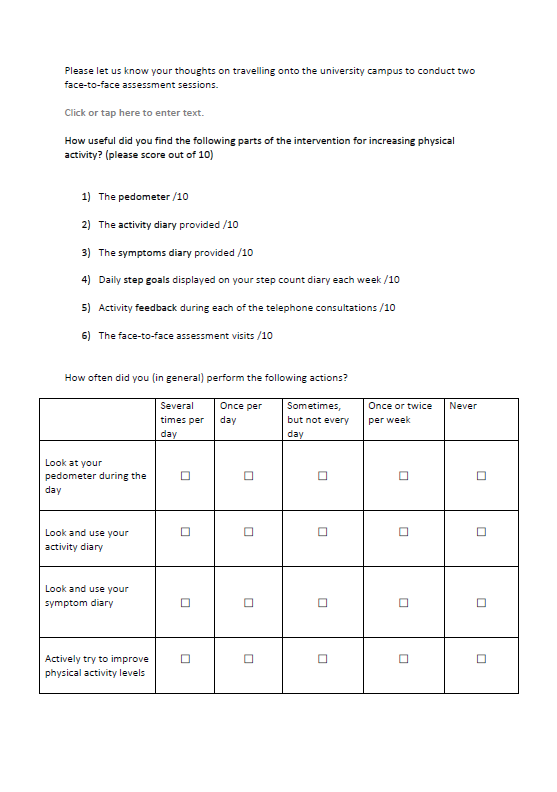 Please let us know your thoughts on travelling onto the university campus to conduct two
face-to-face assessment sessions.
Click or tap here to enter text.
How useful did you find the following parts of the intervention for increasing physical
activity? (please score out of 10)
1) The pedometer /10
2) The activity diary provided /10
3) The symptoms diary provided /10
4) Daily step goals displayed on your step count diary each week /10
5) Activity feedback during each of the telephone consultations /10
6) The face-to-face assessment visits /10
How often did you (in general) perform the following actions?
Several
times per
day
Once per
day
Sometimes,
but not every
day
Once or twice
per week
Never
Look at your
pedometer during the
day
☐ ☐ ☐ ☐ ☐
Look and use your
activity diary
☐ ☐ ☐ ☐ ☐
Look and use your
symptom diary
☐ ☐ ☐ ☐ ☐
Actively try to improve
physical activity levels
☐ ☐ ☐ ☐ ☐